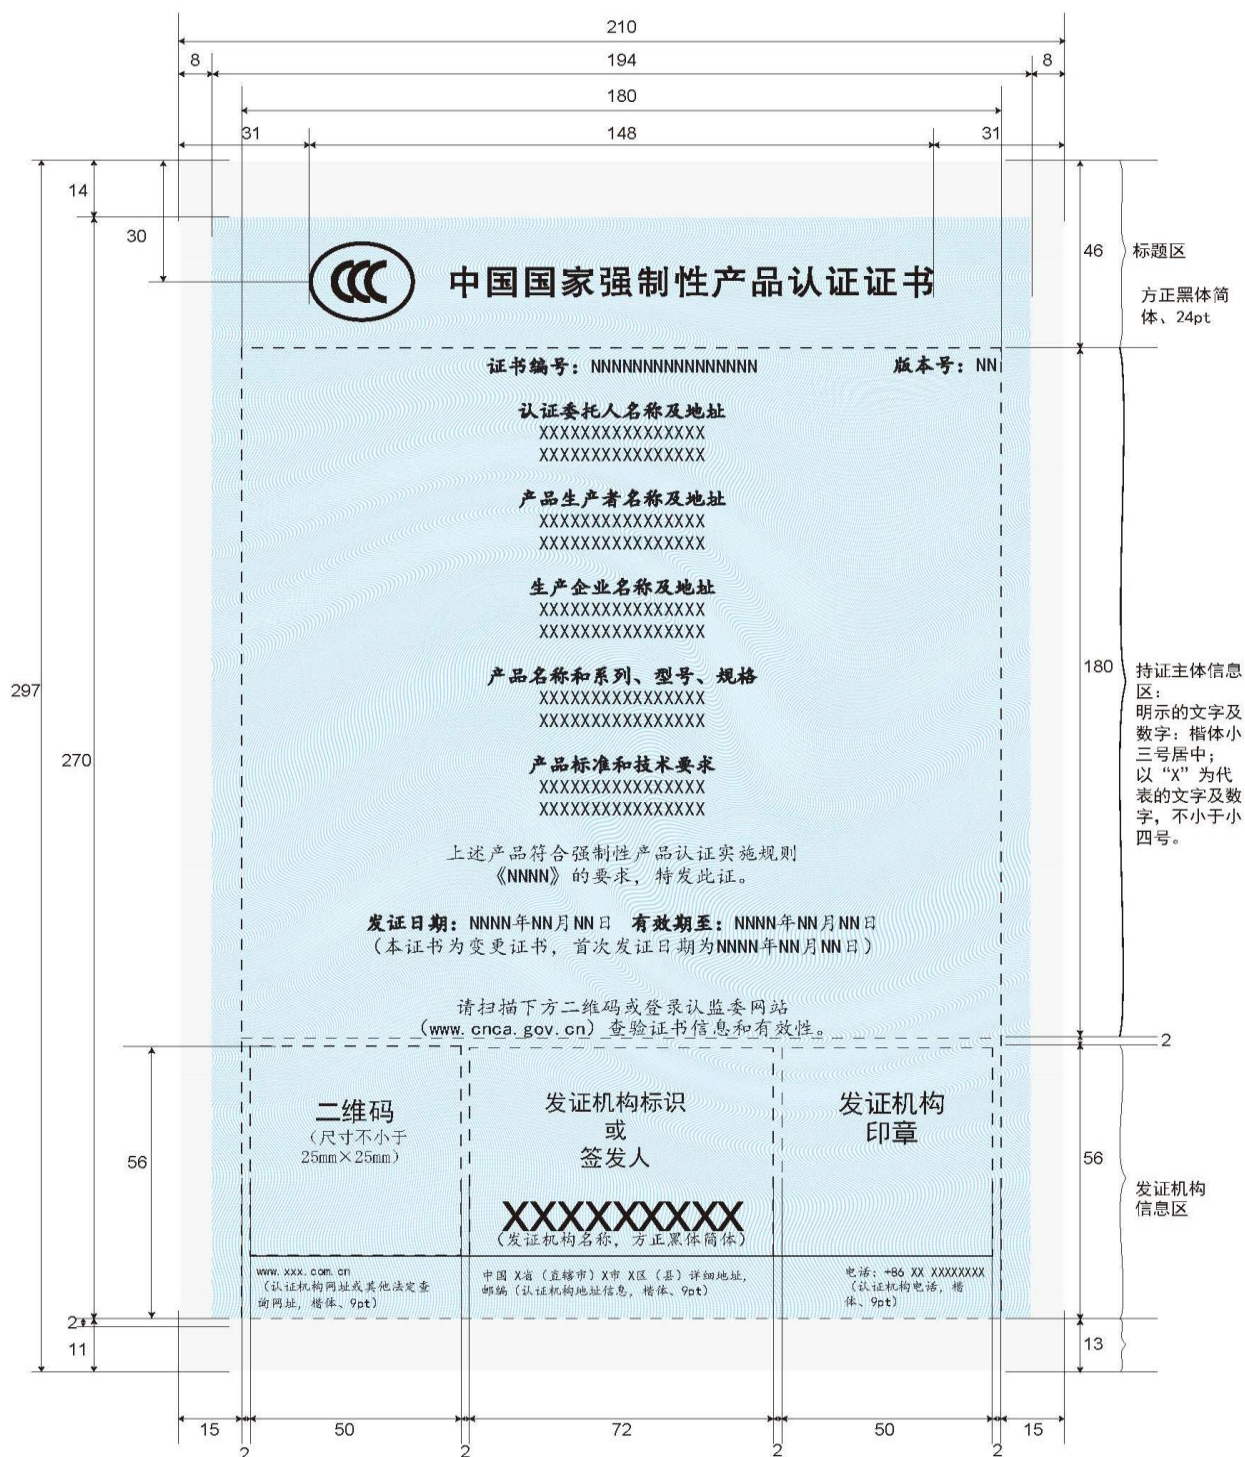 210
8
194
8
180
31
148
31
14
30
46
标题区
方正黑体简
体、24pt
CCC
中国国家强制性产品认证证书
证书编号：NNNNNNNNNNNNNNNN
版本号：NN
认证委托人名称及地址
XXXXXXXXXXXXXXXX
XXXXXXXXXXXXXXXX
产品生产者名称及地址
XXXXXXXXXXXXXXXX
XXXXXXXXXXXXXXXX
生产企业名称及地址
XXXXXXXXXXXXXXXX
XXXXXXXXXXXXXXXX
产品名称和系列、型号、规格
XXXXXXXXXXXXXXXX
XXXXXXXXXXXXXXXX
产品标准和技术要求
XXXXXXXXXXXXXXXX
XXXXXXXXXXXXXXXX
上述产品符合强制性产品认证实施规则
《NNNN》的要求，特发此证。
发证日期：NNNN年NN月NN日 有效期至：NNNN年NN月NN日
（本证书为变更证书，首次发证日期为NNNN年NN月NN日）
请扫描下方二维码或登录认监委网站
（www.cnca.gov.cn）查验证书信息和有效性。
297
270
180
持证主体信息
区：
明示的文字及
数字：楷体小
三号居中；
以“X”为代
表的文字及数
字，不小于小
四号。
2
56
二维码
（尺寸不小于
25mm×25mm）
发证机构标识
或
签发人
XXXXXXXXX
（发证机构名称，方正黑体简体）
发证机构
印章
56
发证机构
信息区
www.xxx.com.cn
（认证机构网址或其他法定查
询网址，楷体、9pt）
中国 X省（直辖市）X市 X区（县）详细地址，
邮编（认证机构地址信息，楷体、9pt）
电话：+86 XX XXXXXXXX
（认证机构电话，楷
体、9pt）
2
11
13
15
2
50
2
72
2
50
2
15